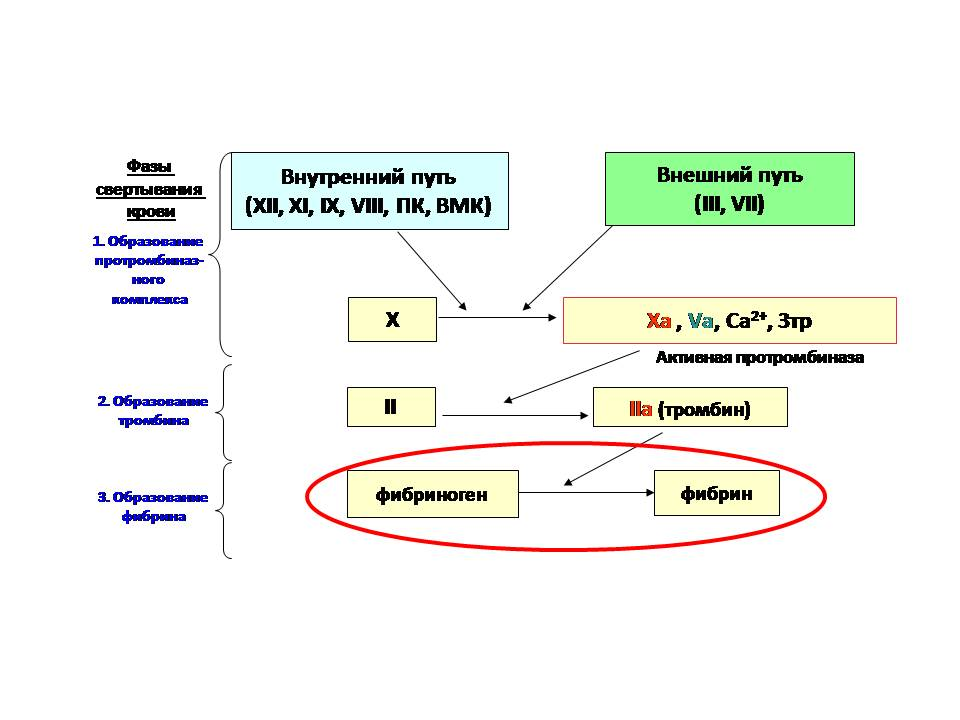 Фазы
свертывания
крови
Внутренний путь
(XII, XI, IX, VIII, ПК, ВМК)
Внешний путь
(III, VII)
1. Образование
протромбиназ-
ного
комплекса
X
Xa , Va, Ca²⁺, 3тр
Активная протромбиназа
2. Образование
тромбина
II
IIa (тромбин)
3. Образование
фибрина
фибриноген
фибрин